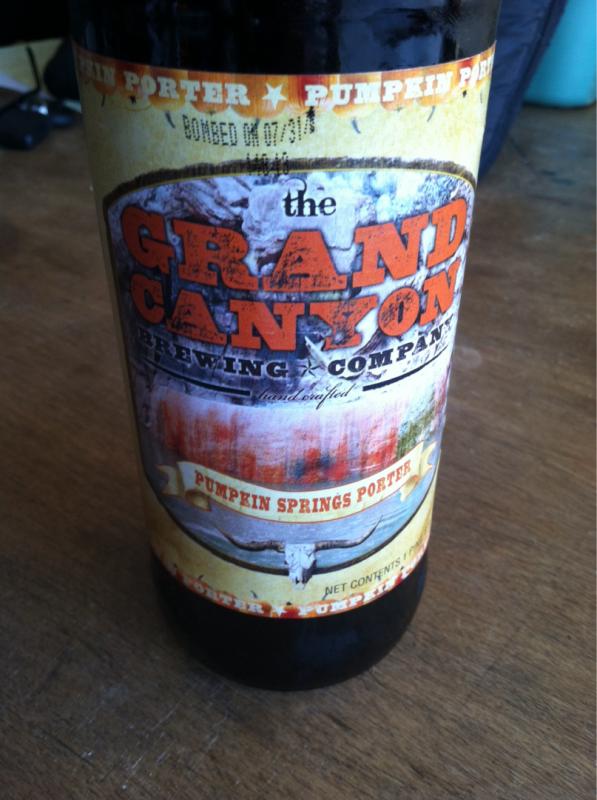 PORTER ★ PUMPKIN
BOMBED ON 07/31/
the
GRAND
CANYON
BREWING ★ COMPANY
hand crafted
PUMPKIN SPRINGS PORTER
NET CONTENTS 1
PORTER ★ PUMPKIN